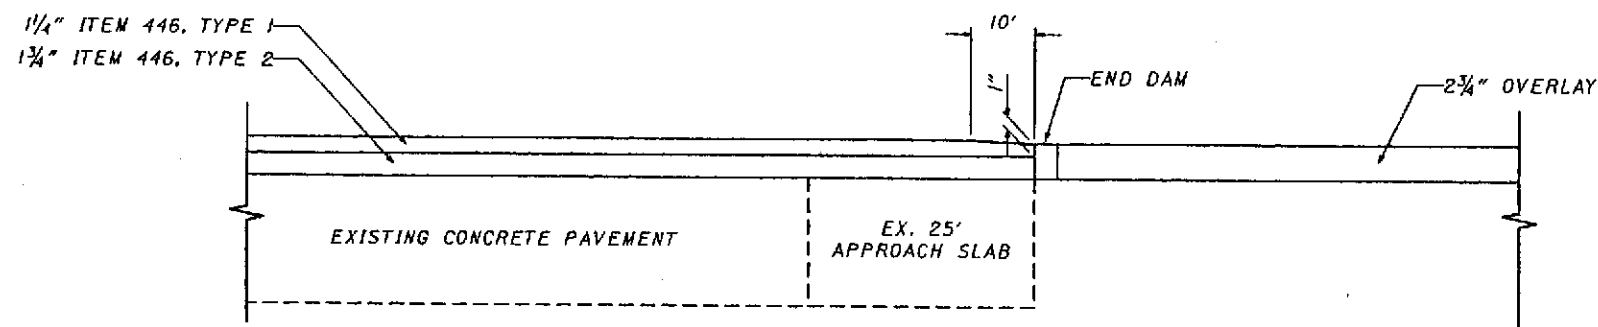 1¼" ITEM 446, TYPE 1
1¾" ITEM 446, TYPE 2
10'
1"
END DAM
2¾" OVERLAY
EXISTING CONCRETE PAVEMENT
EX. 25'
APPROACH SLAB